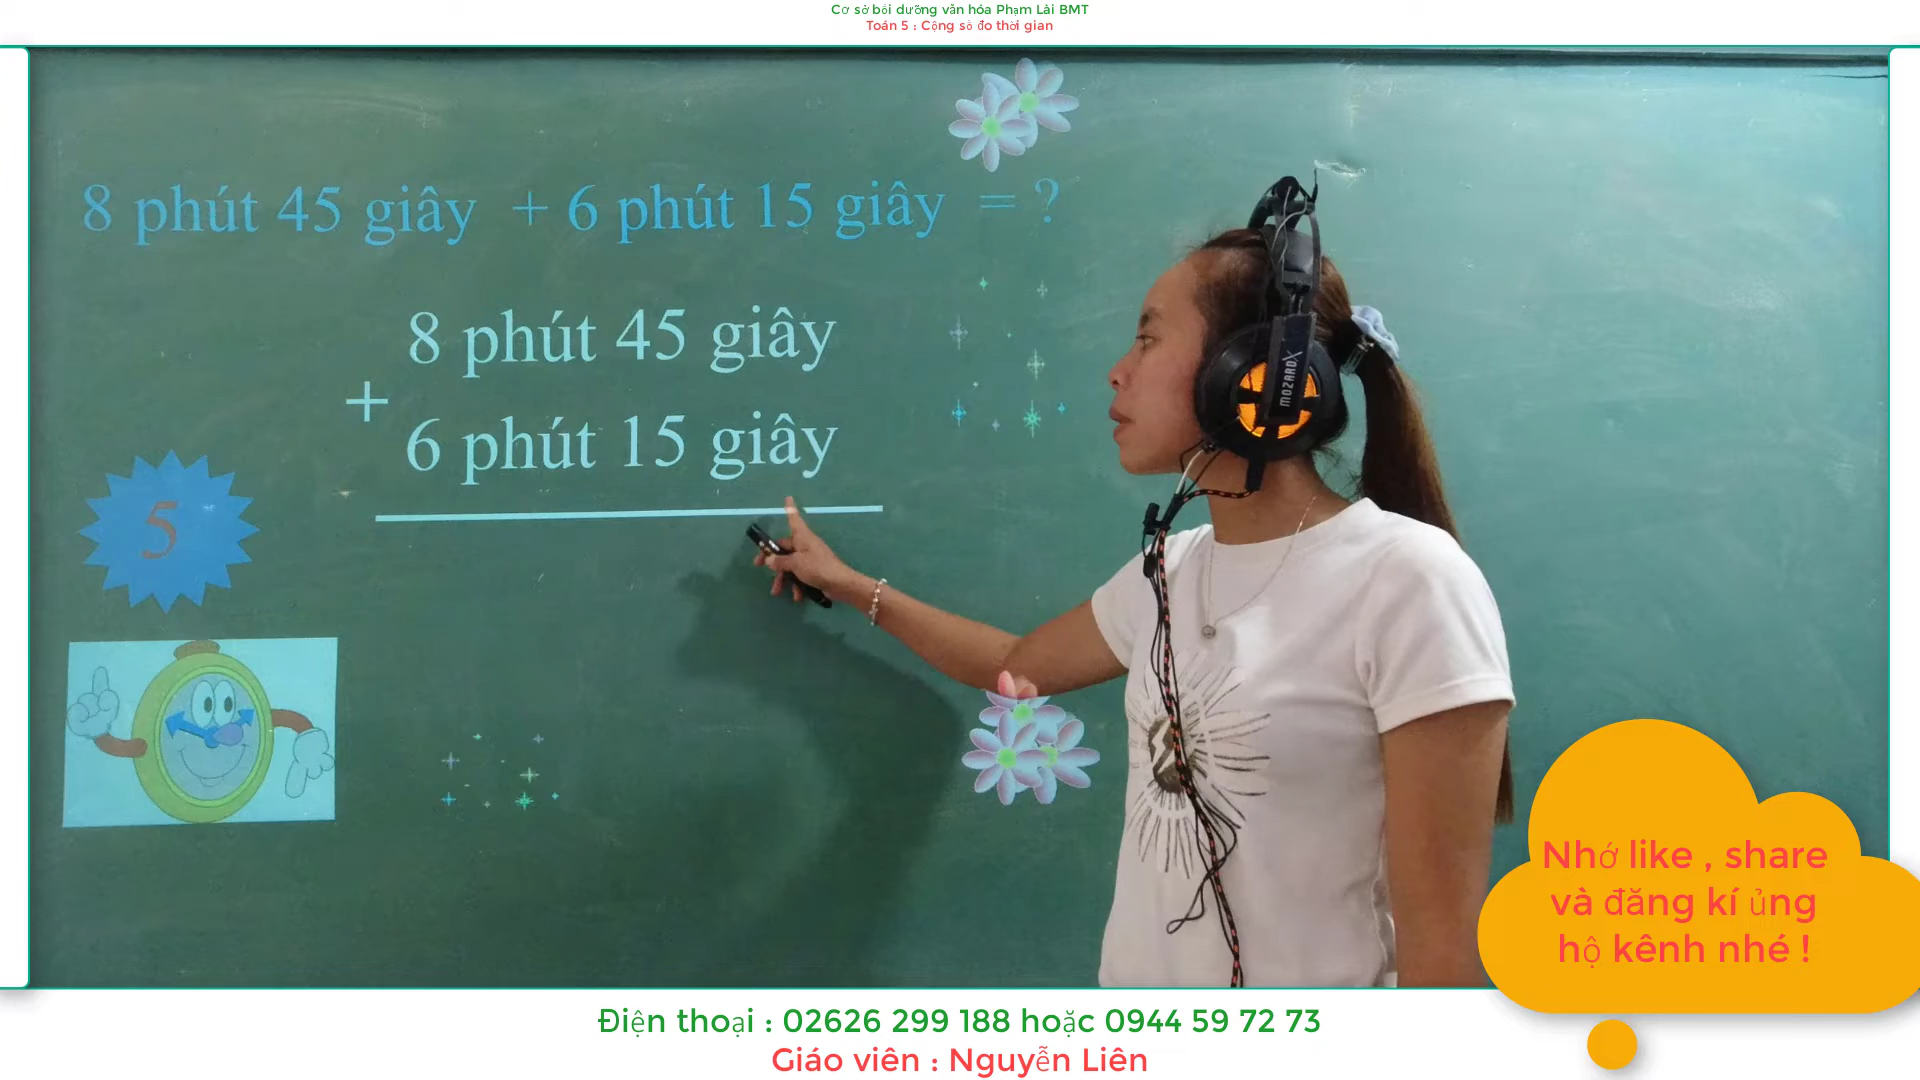 Cơ sở bồi dưỡng văn hóa Phạm Lài BMT
Toán 5 : Cộng số đo thời gian
8 phút 45 giây + 6 phút 15 giây = ?
8 phút 45 giây
+
6 phút 15 giây
5
MOZARDX
Nhớ like , share
và đăng kí ủng
hộ kênh nhé !
Điện thoại : 02626 299 188 hoặc 0944 59 72 73
Giáo viên : Nguyễn Liên